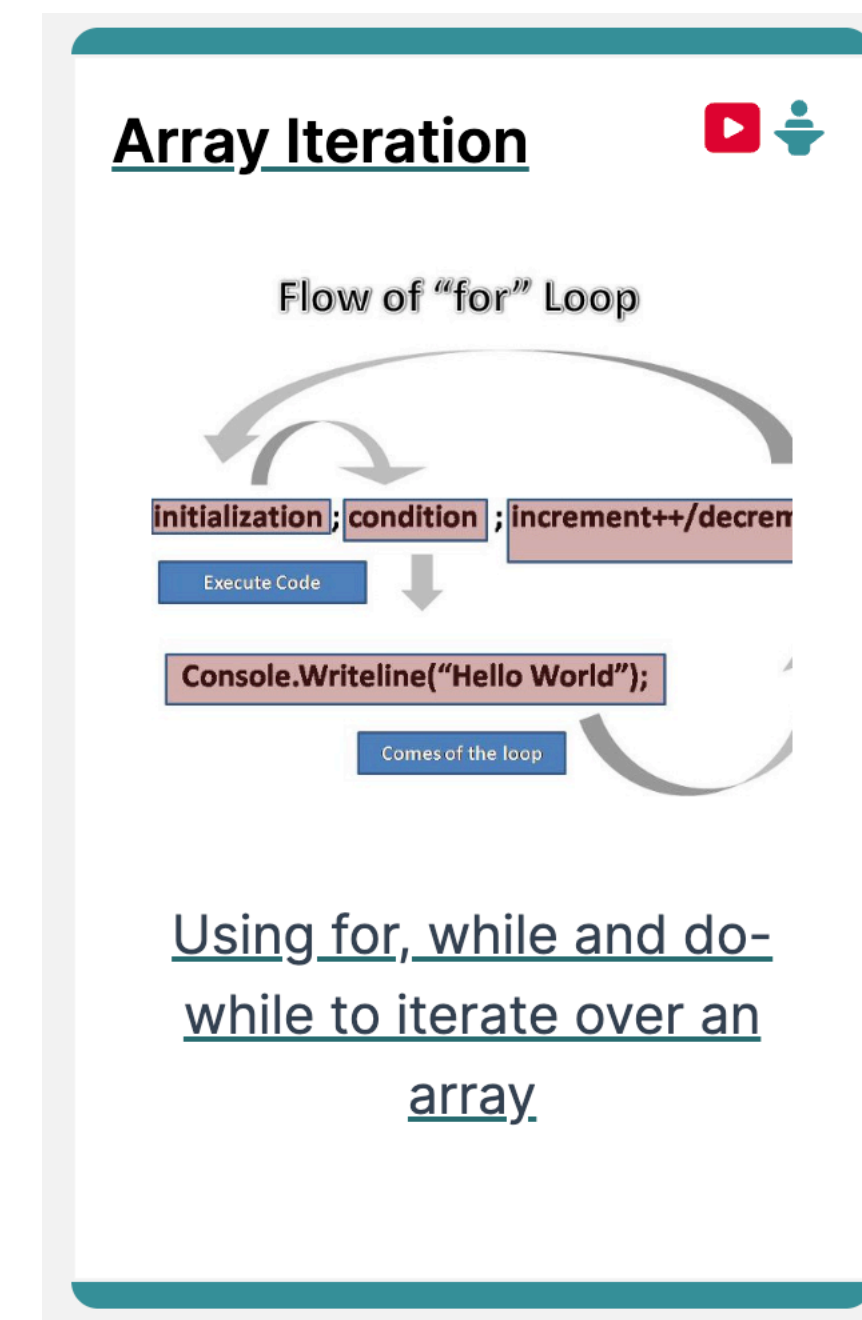 Array Iteration
Flow of “for” Loop
initialization ; condition ; increment++/decrem
Execute Code
Console.Writeline(“Hello World”);
Comes of the loop
Using for, while and do-
while to iterate over an
array